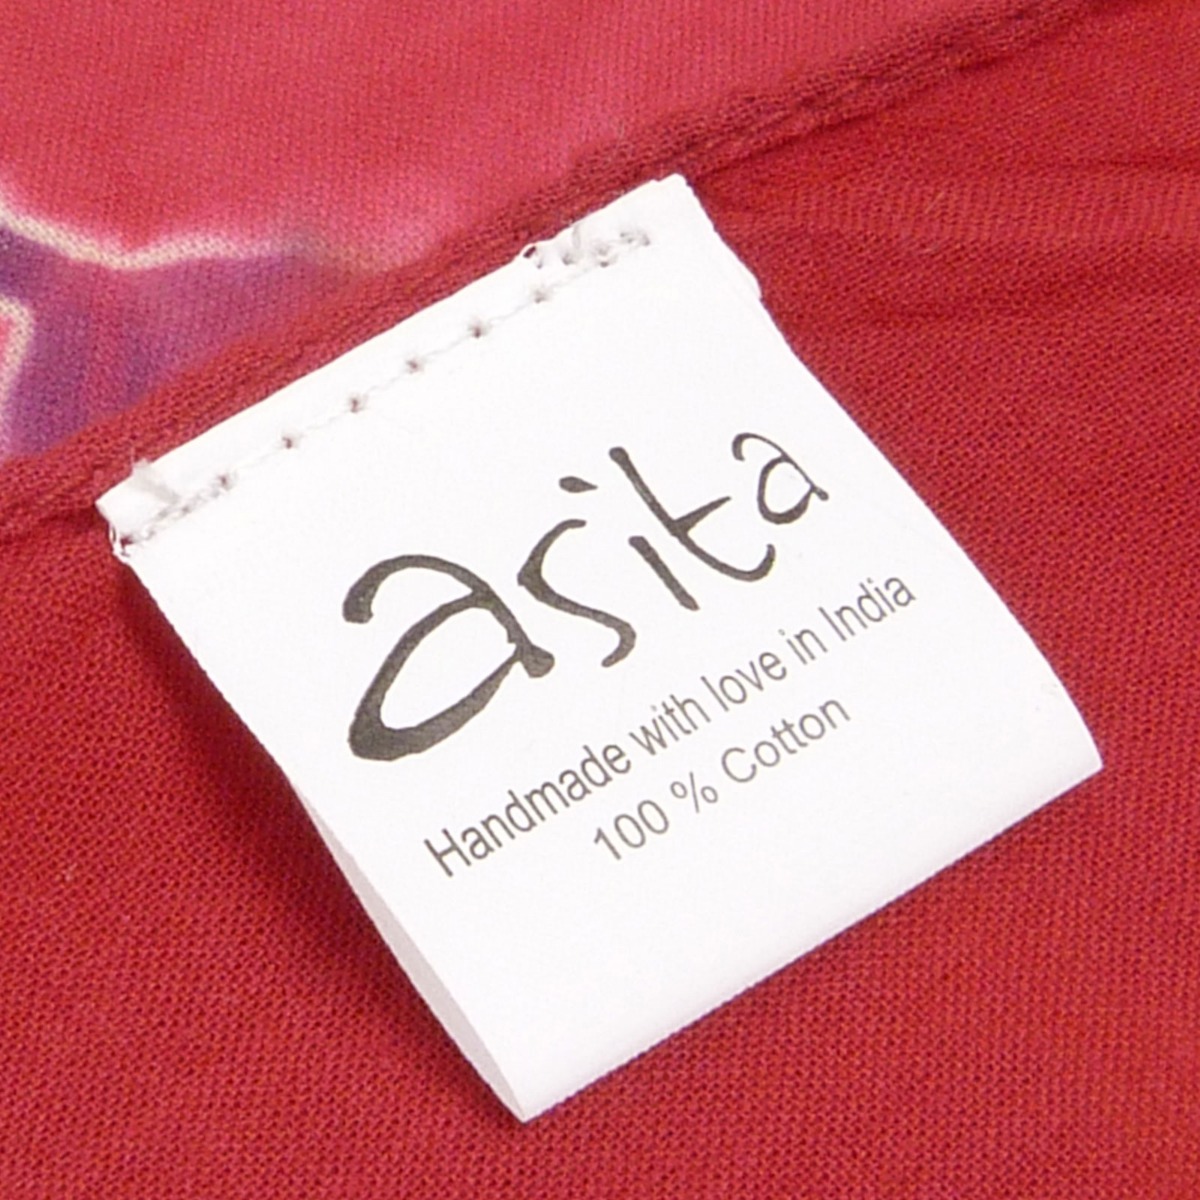 asita
Handmade with love in India
100 % Cotton